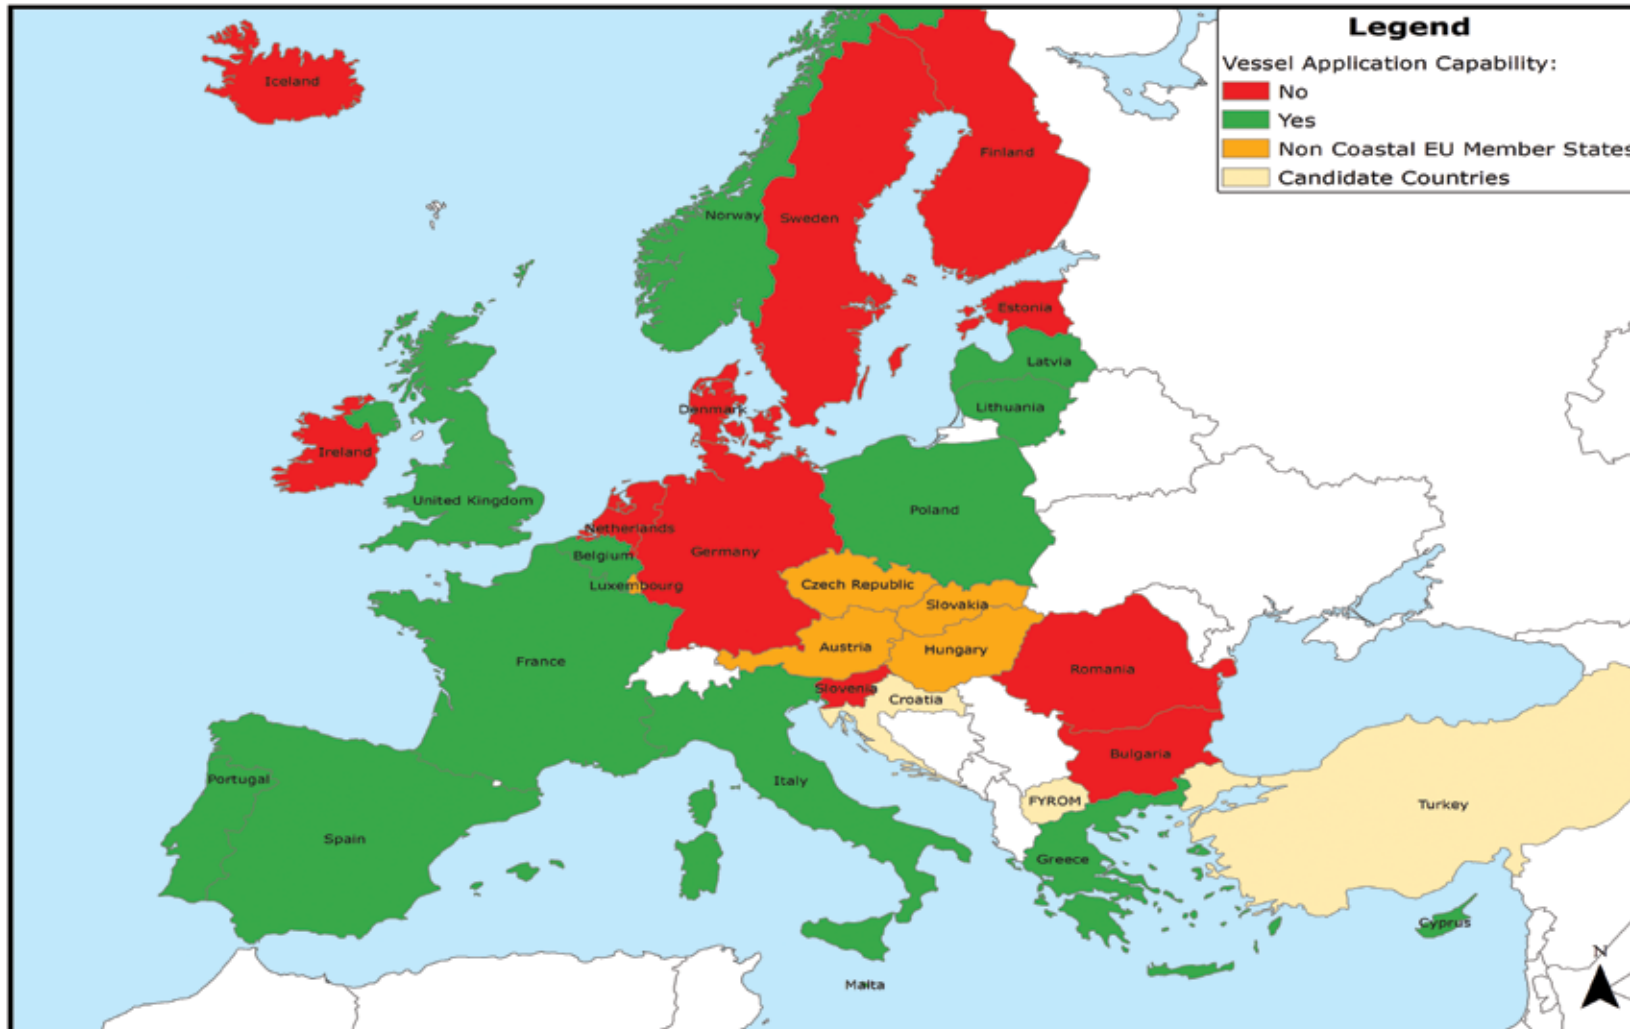 Legend
Vessel Application Capability:
No
Yes
Non Coastal EU Member States
Candidate Countries
Iceland
Finland
Norway
Sweden
Estonia
Latvia
Denmark
Lithuania
Ireland
United Kingdom
Poland
Netherlands
Germany
Belgium
Luxembourg
Czech Republic
Slovakia
Austria
Hungary
France
Romania
Slovenia
Croatia
Bulgaria
Portugal
Italy
FYROM
Turkey
Spain
Greece
Cyprus
Malta
N